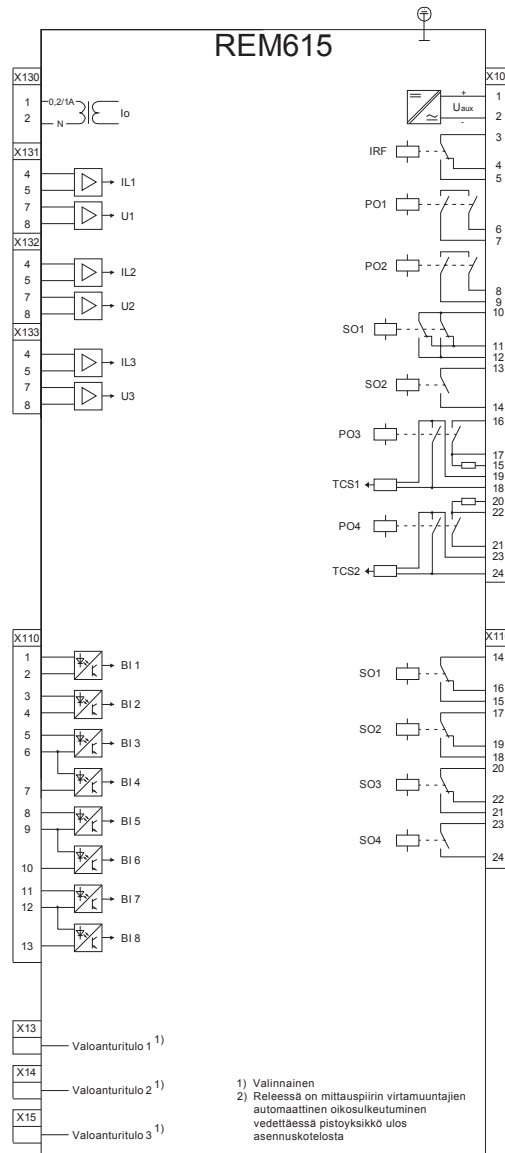 REM615
X130
1
2
0,2/1A
N
Io
X131
4
5
IL1
7
8
U1
X132
4
5
IL2
7
8
U2
X133
4
5
IL3
7
8
U3
X110
1
2
BI 1
3
4
BI 2
5
6
BI 3
7
BI 4
8
9
BI 5
10
BI 6
11
12
BI 7
13
BI 8
X13
Valoanturitulo 1 1)
X14
Valoanturitulo 2 1)
X15
Valoanturitulo 3 1)
X10
+
1
Uaux
2
-
3
IRF
4
5
PO1
6
7
PO2
8
9
10
SO1
11
12
13
SO2
14
16
PO3
17
15
19
TCS1
18
20
22
PO4
21
23
TCS2
24
X11
14
SO1
16
15
17
SO2
19
18
20
SO3
22
21
23
SO4
24
1) Valinnainen
2) Releessä on mittauspiirin virtamuuntajien
automaattinen oikosulkeutuminen
vedettäessä pistoyksikkö ulos
asennuskotelosta